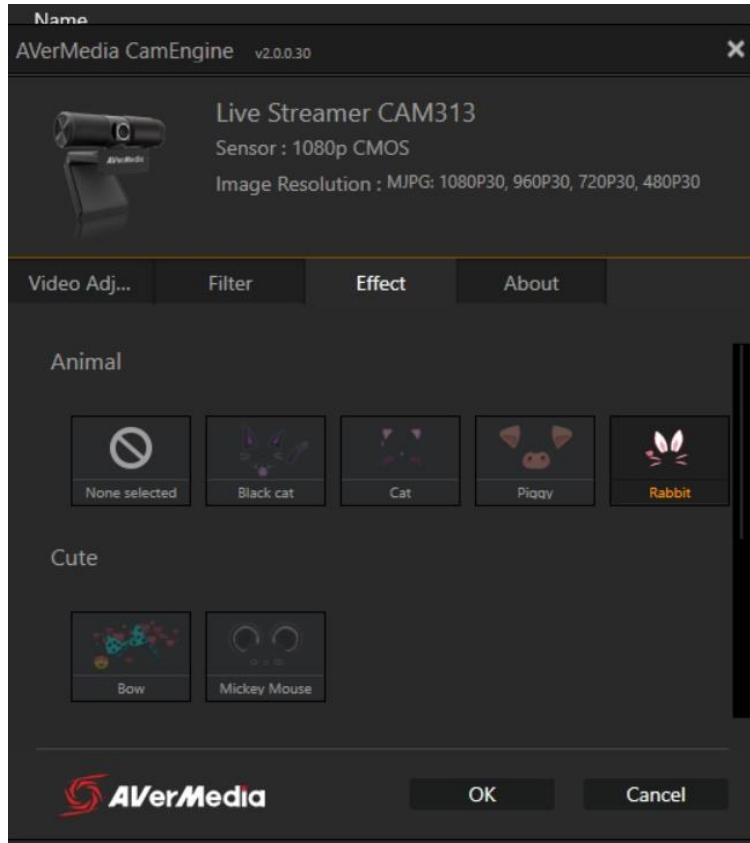 Name
AVerMedia CamEngine v2.0.0.30
Live Streamer CAM313
Sensor : 1080p CMOS
Image Resolution : MJPG: 1080P30, 960P30, 720P30, 480P30
AVerMedia
Video Adj... Filter Effect About
Animal
None selected Black cat Cat Piggy Rabbit
Cute
Bow Mickey Mouse
AVerMedia OK Cancel